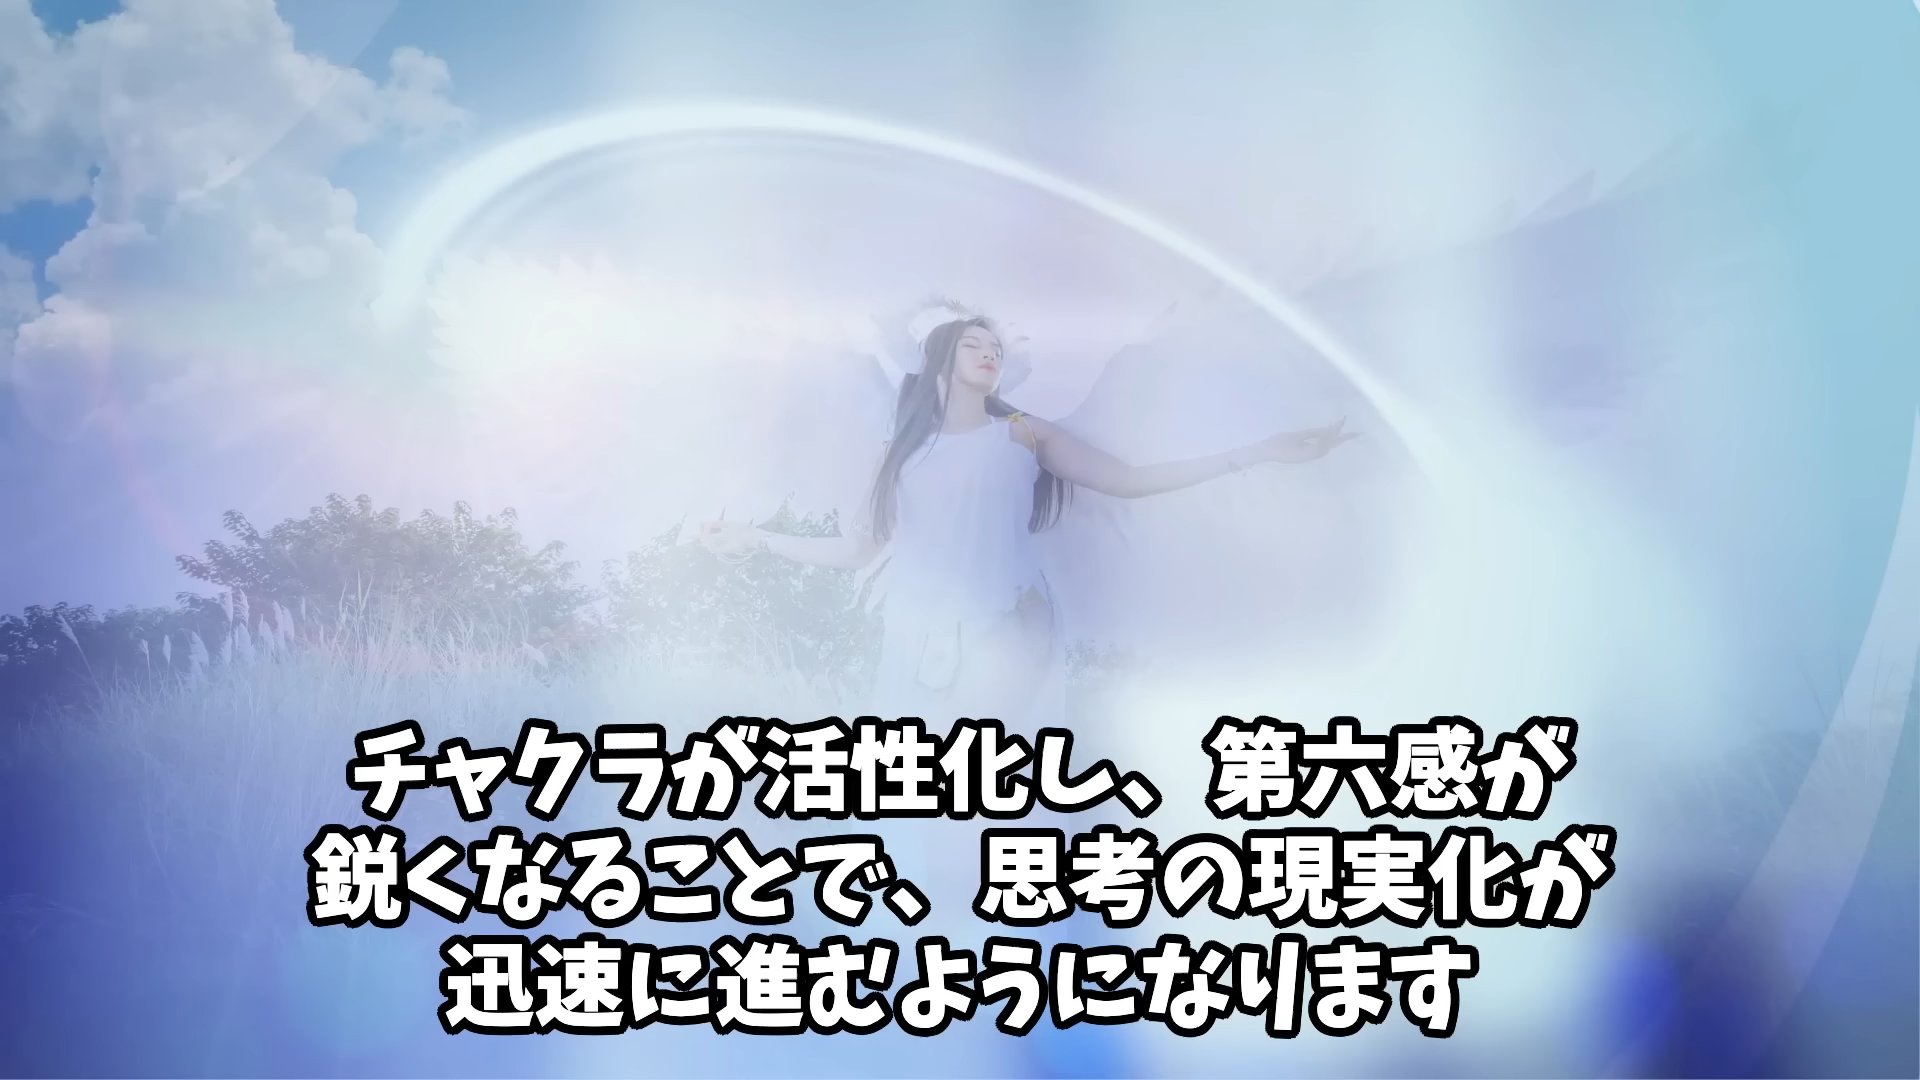 チャクラが活性化し、第六感が
鋭くなることで、思考の現実化が
迅速に進むようになります